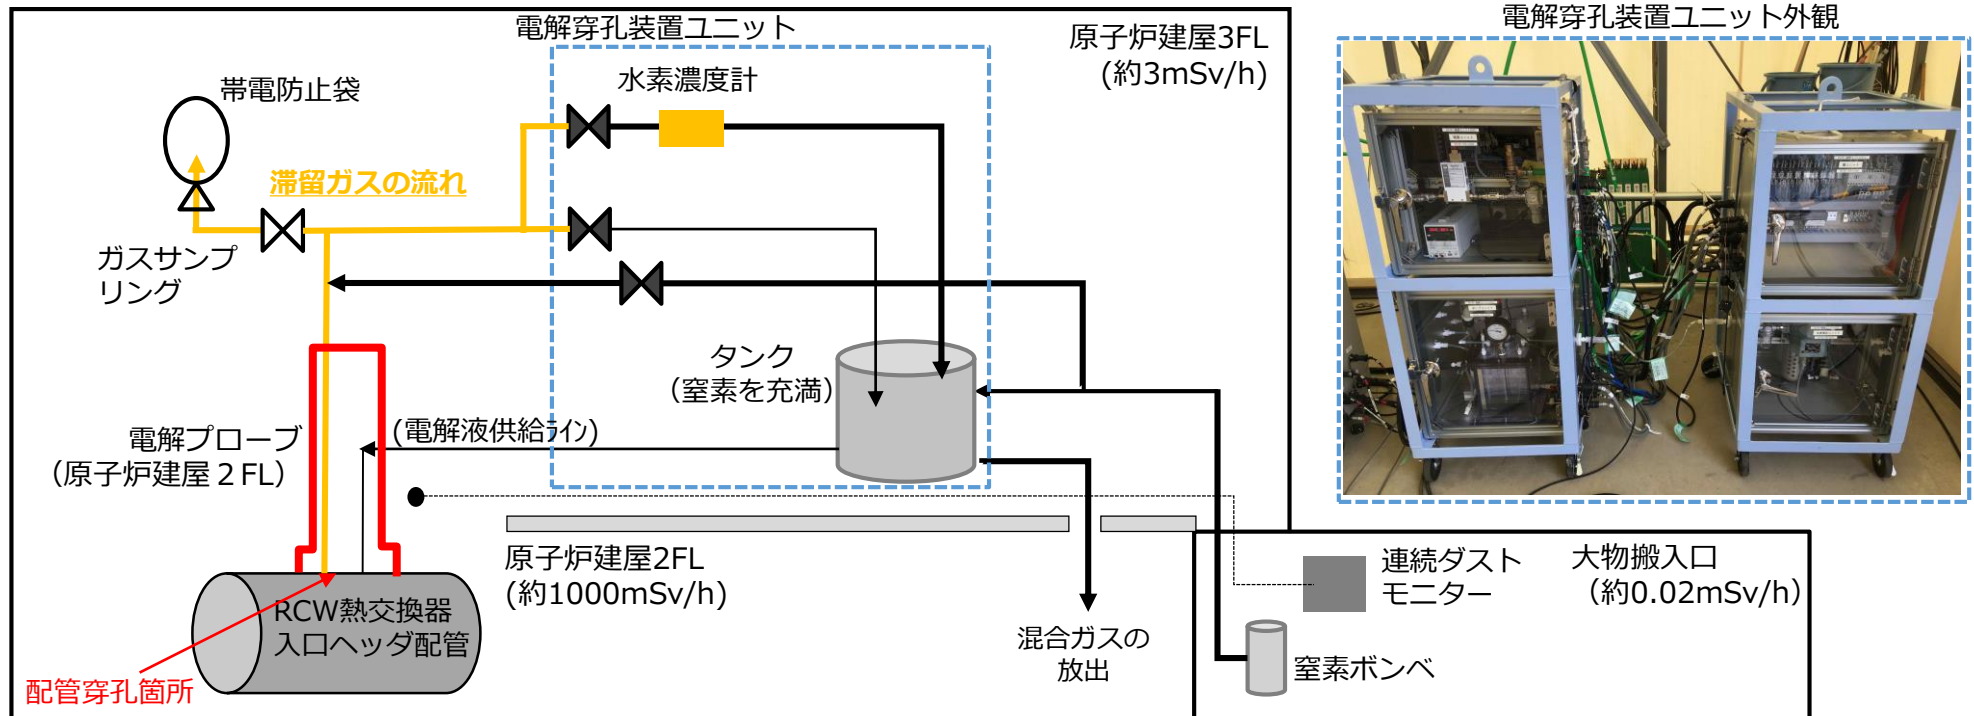 電解穿孔装置ユニット
原子炉建屋3FL
(約3mSv/h)
電解穿孔装置ユニット外観
帯電防止袋
水素濃度計
滞留ガスの流れ
ガスサンプ
リング
タンク
(窒素を充満)
電解プローブ
(原子炉建屋２FL)
(電解液供給ﾗｲﾝ)
原子炉建屋2FL
(約1000mSv/h)
RCW熱交換器
入口ヘッダ配管
配管穿孔箇所
混合ガスの
放出
連続ダスト
モニター
大物搬入口
(約0.02mSv/h)
窒素ボンベ